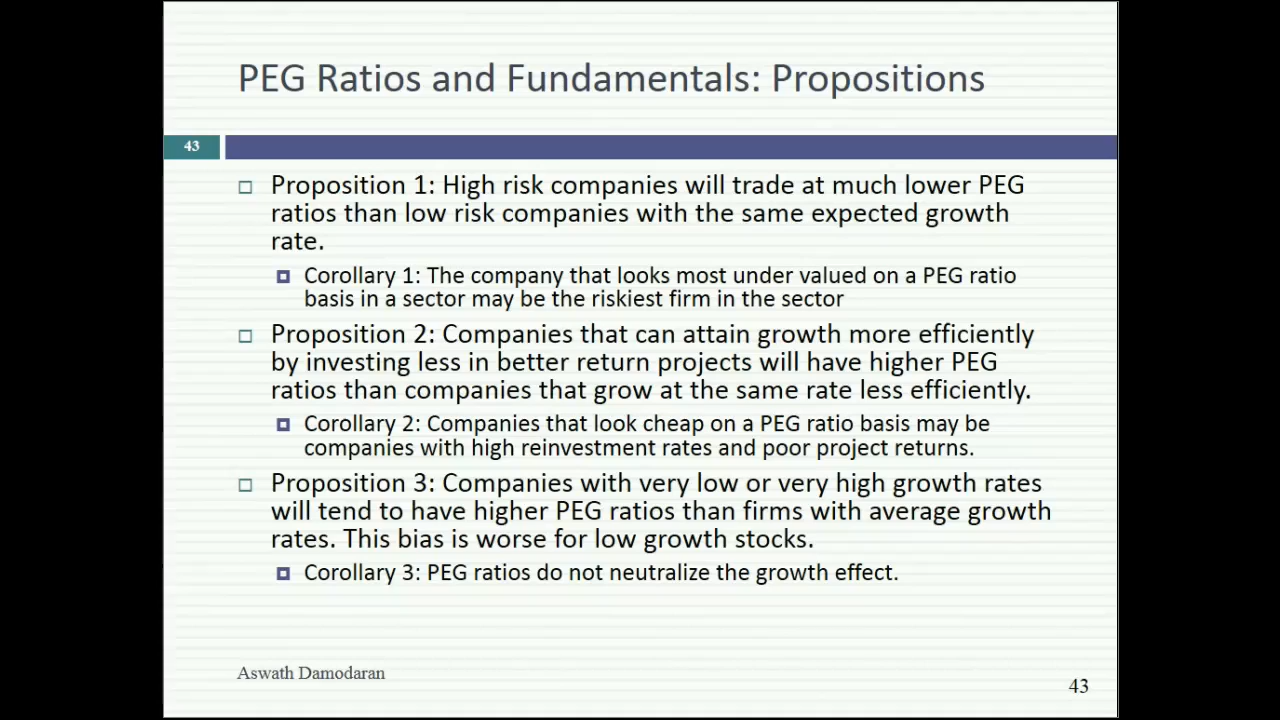 PEG Ratios and Fundamentals: Propositions
43
Proposition 1: High risk companies will trade at much lower PEG
ratios than low risk companies with the same expected growth
rate.
Corollary 1: The company that looks most under valued on a PEG ratio
basis in a sector may be the riskiest firm in the sector
Proposition 2: Companies that can attain growth more efficiently
by investing less in better return projects will have higher PEG
ratios than companies that grow at the same rate less efficiently.
Corollary 2: Companies that look cheap on a PEG ratio basis may be
companies with high reinvestment rates and poor project returns.
Proposition 3: Companies with very low or very high growth rates
will tend to have higher PEG ratios than firms with average growth
rates. This bias is worse for low growth stocks.
Corollary 3: PEG ratios do not neutralize the growth effect.
Aswath Damodaran
43